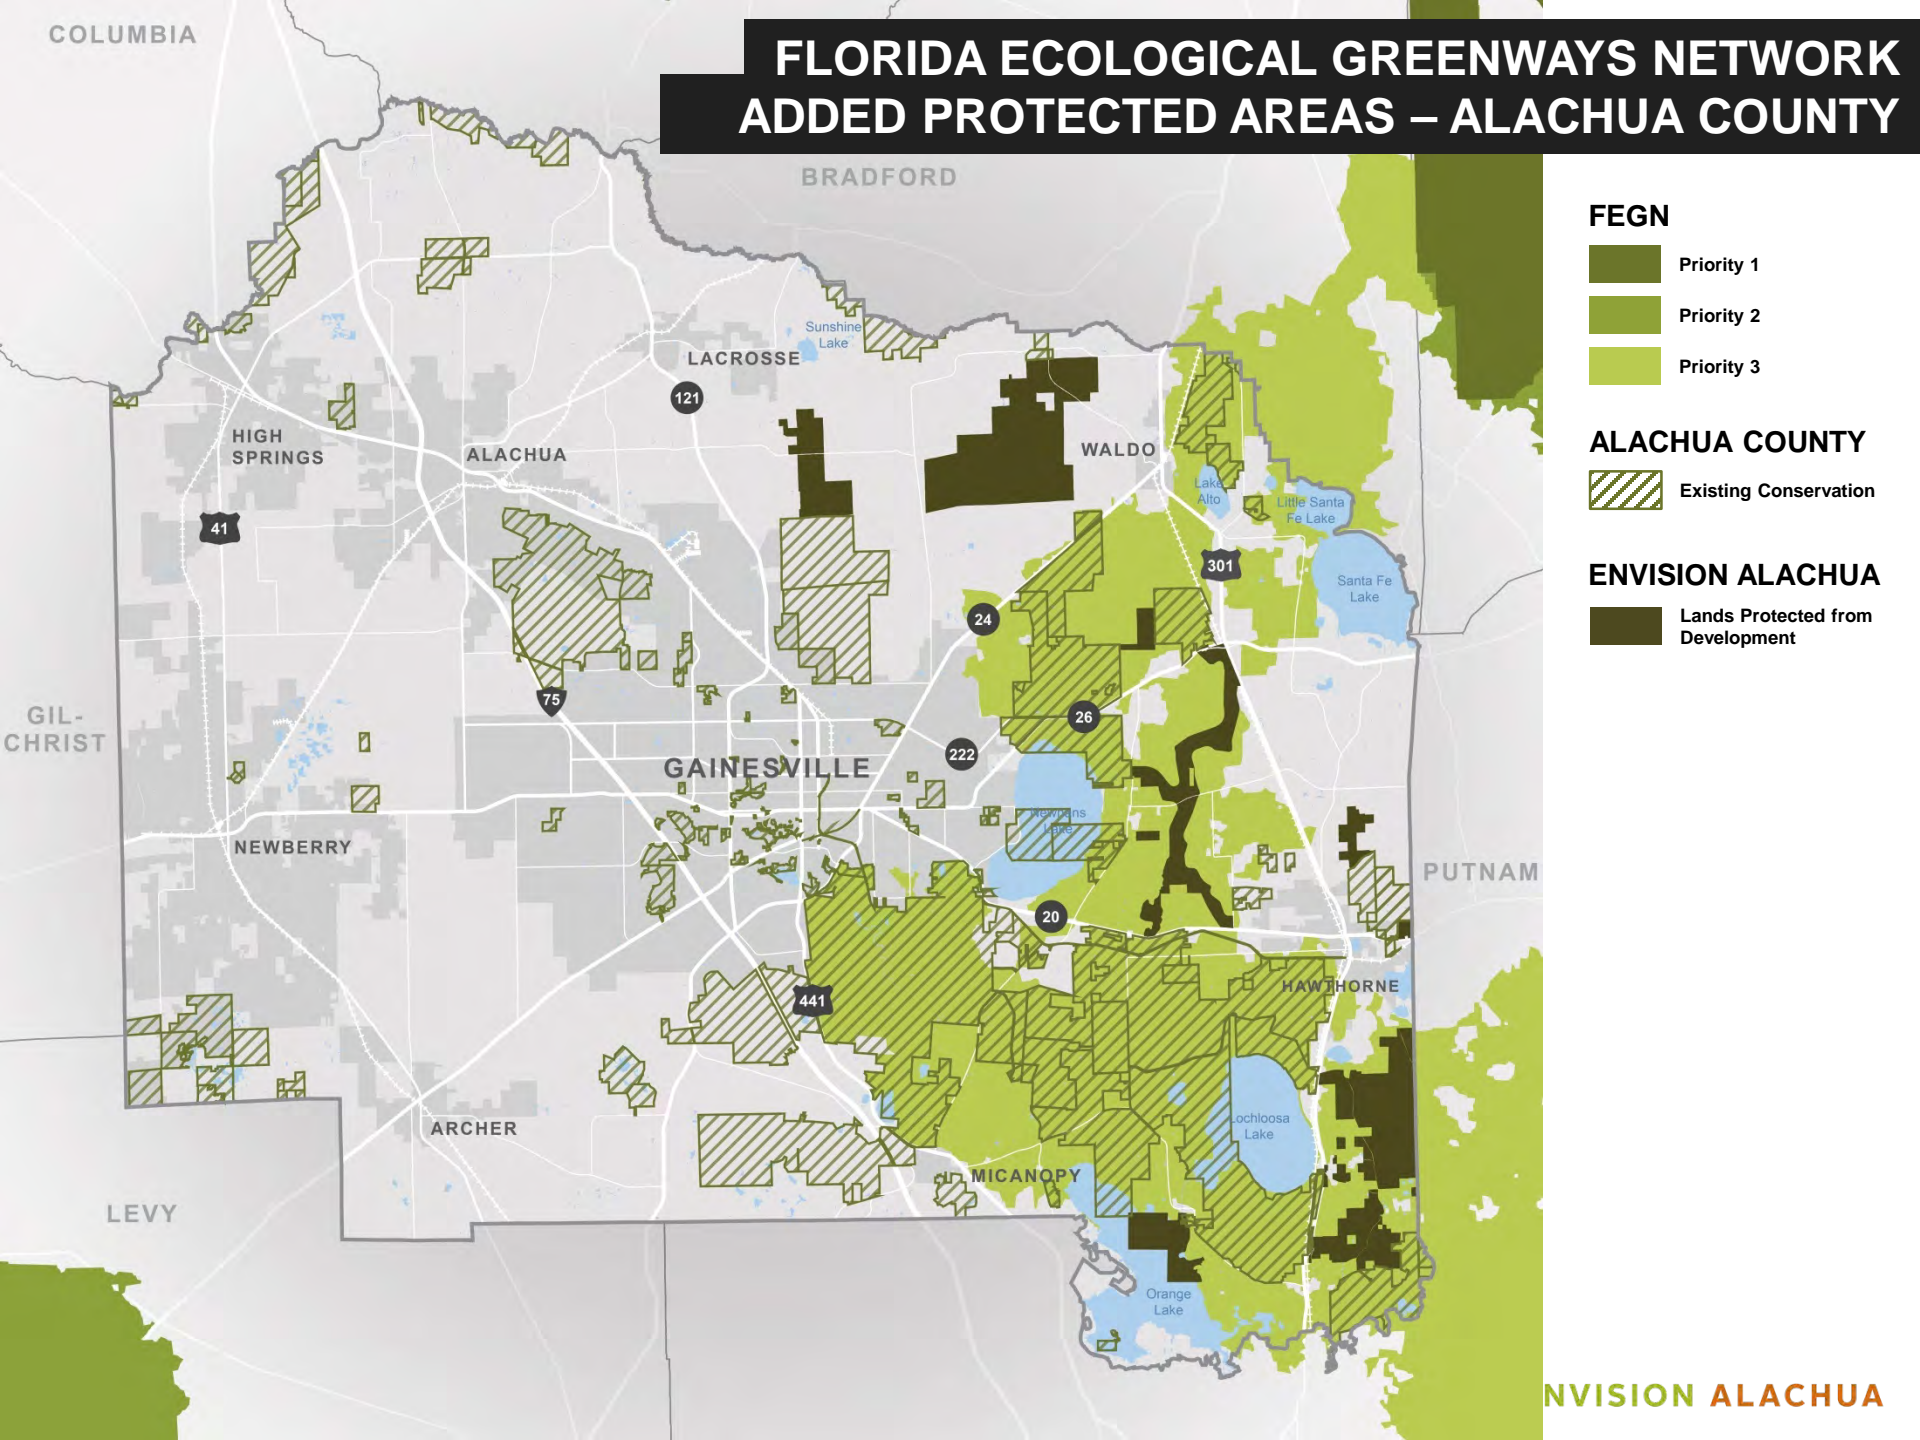 FLORIDA ECOLOGICAL GREENWAYS NETWORK
ADDED PROTECTED AREAS – ALACHUA COUNTY
COLUMBIA
BRADFORD
FEGN
Priority 1
Priority 2
Priority 3
ALACHUA COUNTY
Existing Conservation
ENVISION ALACHUA
Lands Protected from
Development
Sunshine
Lake
LACROSSE
121
HIGH
SPRINGS
ALACHUA
WALDO
Lake
Alto
Little Santa
Fe Lake
41
301
Santa Fe
Lake
24
75
26
GIL-
CHRIST
222
GAINESVILLE
Newnans
Lake
NEWBERRY
PUTNAM
20
HAWTHORNE
441
Lochloosa
Lake
ARCHER
MICANOPY
LEVY
Orange
Lake
NVISION ALACHUA